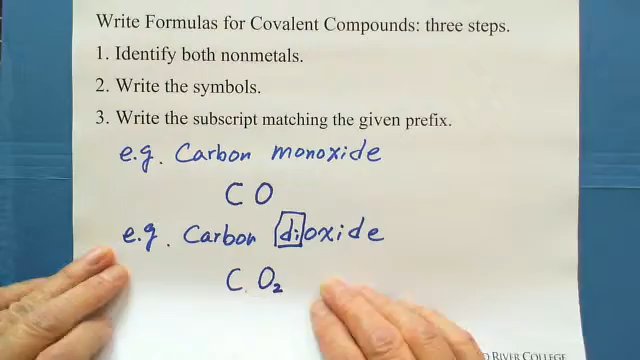 Write Formulas for Covalent Compounds: three steps.
1. Identify both nonmetals.
2. Write the symbols.
3. Write the subscript matching the given prefix.
e.g. Carbon monoxide
C O
e.g. Carbon dioxide
C O₂
RIVER COLLEGE